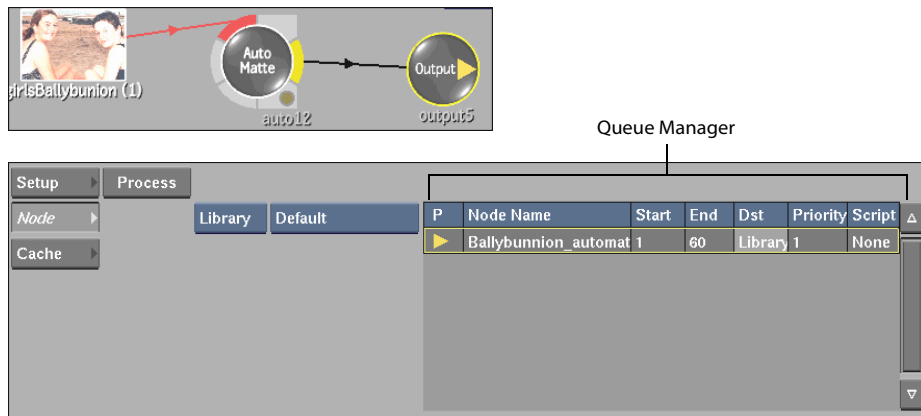 Auto
Matte
Output
girlsBallybunion (1)
auto12
output5
Queue Manager
Setup
Process
Node
Library
Default
P
Node Name
Start
End
Dst
Priority
Script
Cache
Ballybunnion_automat
1
60
Library
1
None